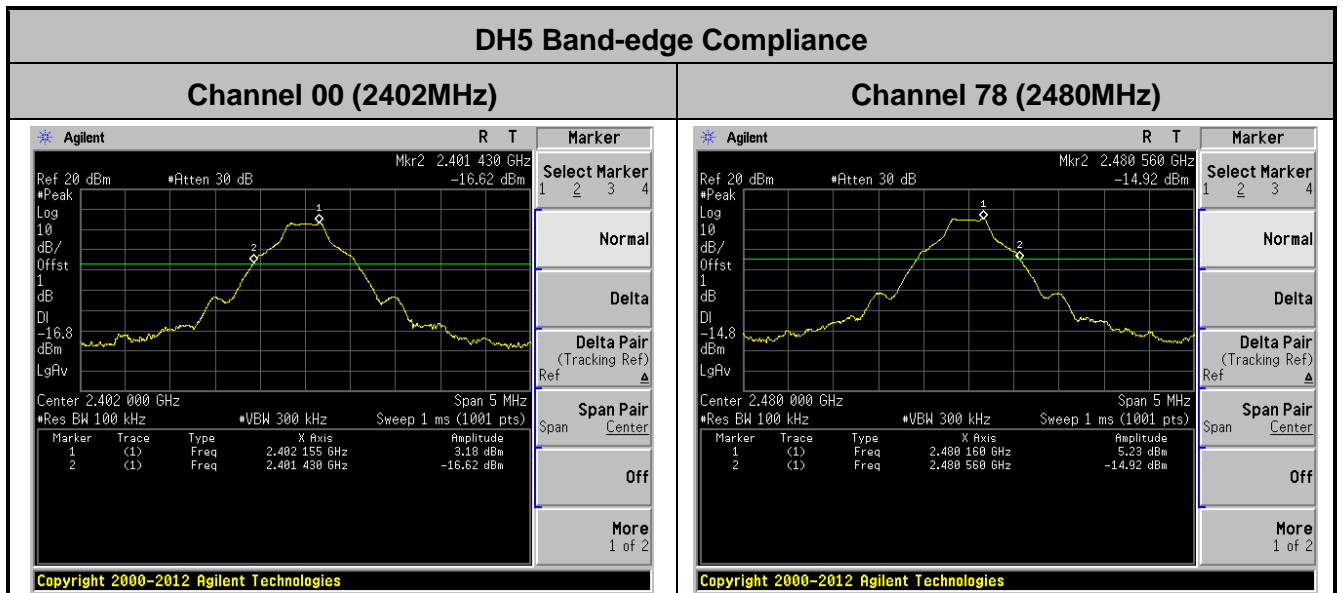 DH5 Band-edge Compliance
Channel 00 (2402MHz)
Channel 78 (2480MHz)
Agilent
R T
Marker
Mkr2 2.401 430 GHz
Ref 20 dBm
#Atten 30 dB
-16.62 dBm
#Peak
Log
10
dB/
Offst
1
dB
DI
-16.8
dBm
LgAv
1
2
Center 2.402 000 GHz
Span 5 MHz
#Res BW 100 kHz
#VBW 300 kHz
Sweep 1 ms (1001 pts)
Marker Trace Type X Axis Amplitude
1 (1) Freq 2.402 155 GHz 3.18 dBm
2 (1) Freq 2.401 430 GHz -16.62 dBm
Select Marker
1 2 3 4
Normal
Delta
Delta Pair
(Tracking Ref)
Ref Δ
Span Pair
Span Center
Off
More
1 of 2
Copyright 2000-2012 Agilent Technologies
Agilent
R T
Marker
Mkr2 2.480 560 GHz
Ref 20 dBm
#Atten 30 dB
-14.92 dBm
#Peak
Log
10
dB/
Offst
1
dB
DI
-14.8
dBm
LgAv
1
2
Center 2.480 000 GHz
Span 5 MHz
#Res BW 100 kHz
#VBW 300 kHz
Sweep 1 ms (1001 pts)
Marker Trace Type X Axis Amplitude
1 (1) Freq 2.480 160 GHz 5.23 dBm
2 (1) Freq 2.480 560 GHz -14.92 dBm
Select Marker
1 2 3 4
Normal
Delta
Delta Pair
(Tracking Ref)
Ref Δ
Span Pair
Span Center
Off
More
1 of 2
Copyright 2000-2012 Agilent Technologies